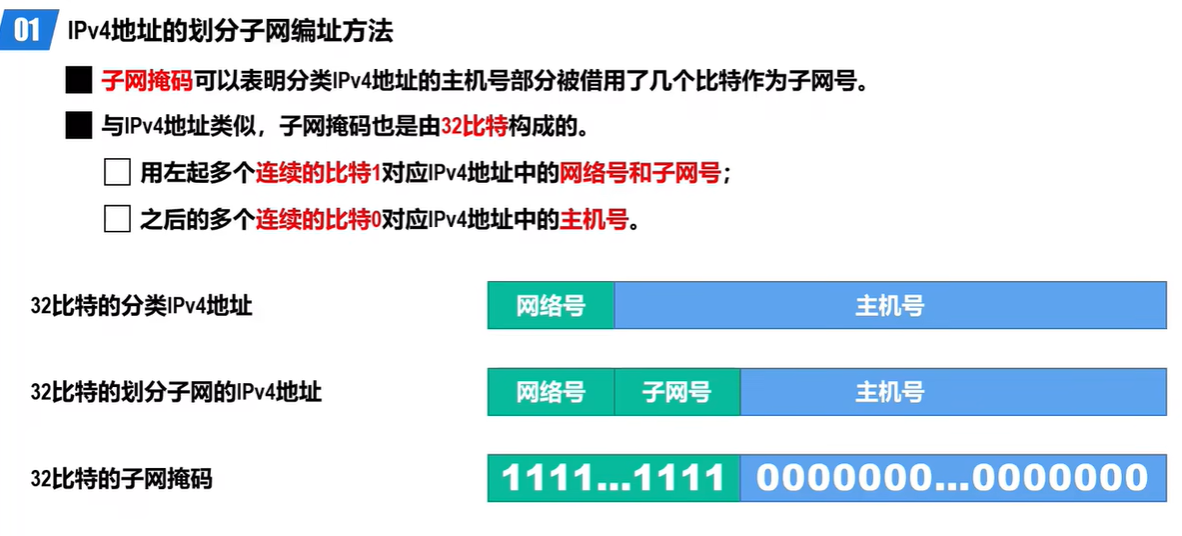 01 IPv4地址的划分子网编址方法
子网掩码可以表明分类IPv4地址的主机号部分被借用了几个比特作为子网号。
与IPv4地址类似，子网掩码也是由32比特构成的。
用左起多个连续的比特1对应IPv4地址中的网络号和子网号；
之后的多个连续的比特0对应IPv4地址中的主机号。
32比特的分类IPv4地址 网络号 主机号
32比特的划分子网的IPv4地址 网络号 子网号 主机号
32比特的子网掩码 1111...1111 0000000...0000000